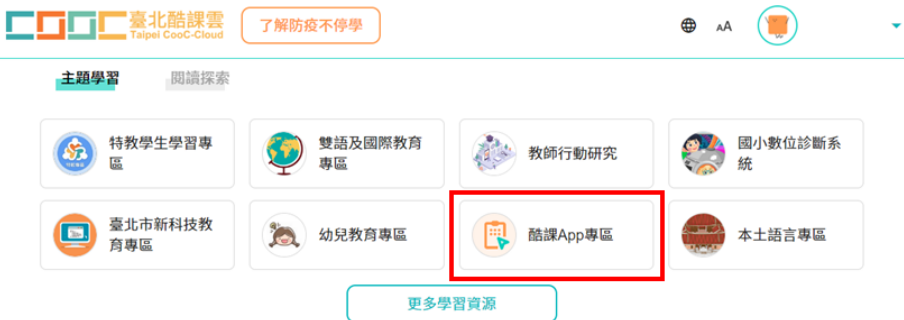 COOC 臺北酷課雲
Taipei CooC-Cloud
了解防疫不停學
AA
主題學習
閱讀探索
特教學生學習專
區
雙語及國際教育
專區
教師行動研究
國小數位診斷系
統
臺北市新科技教
育專區
幼兒教育專區
酷課App專區
本土語言專區
更多學習資源